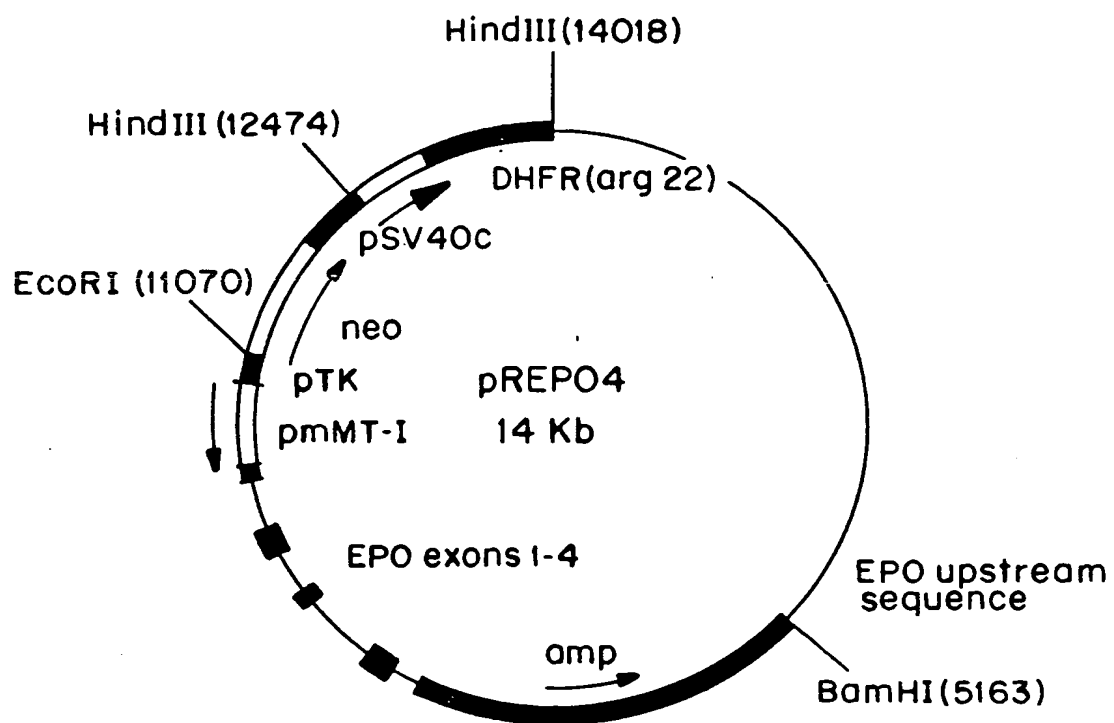 HindIII(14018)
HindIII(12474)
DHFR(arg 22)
pSV40c
EcoRI (11070)
neo
pTK
pREPO4
pmMT-I
14 Kb
EPO exons 1-4
EPO upstream
sequence
amp
BamHI(5163)